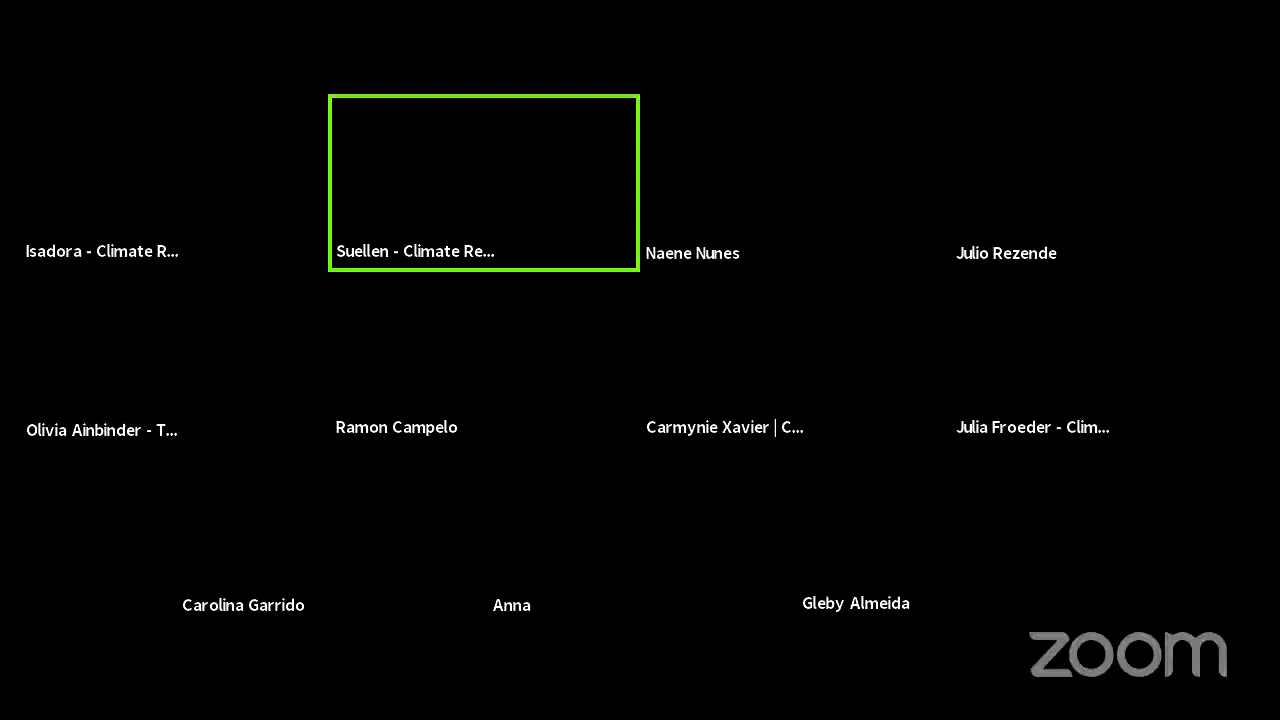 Isadora - Climate R...
Suellen - Climate Re...
Naene Nunes
Julio Rezende
Olivia Ainbinder - T...
Ramon Campelo
Carmynie Xavier | C...
Julia Froeder - Clim...
Carolina Garrido
Anna
Gleby Almeida
zoom